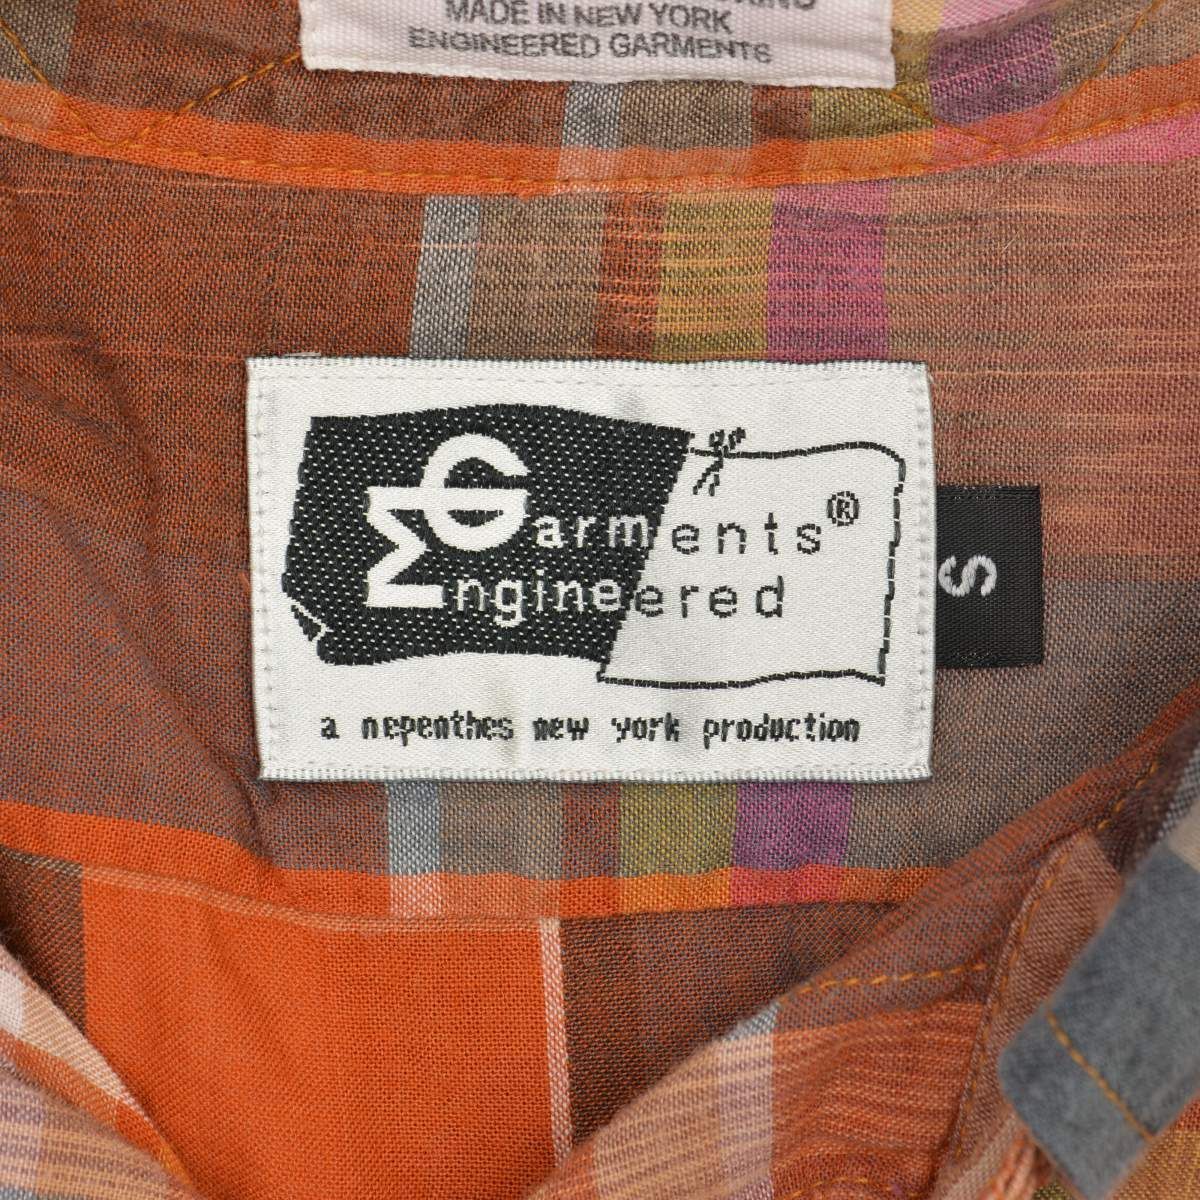 MADE IN NEW YORK
ENGINEERED GARMENTS
Garments®
Engineered
S
a nepenthes new york production